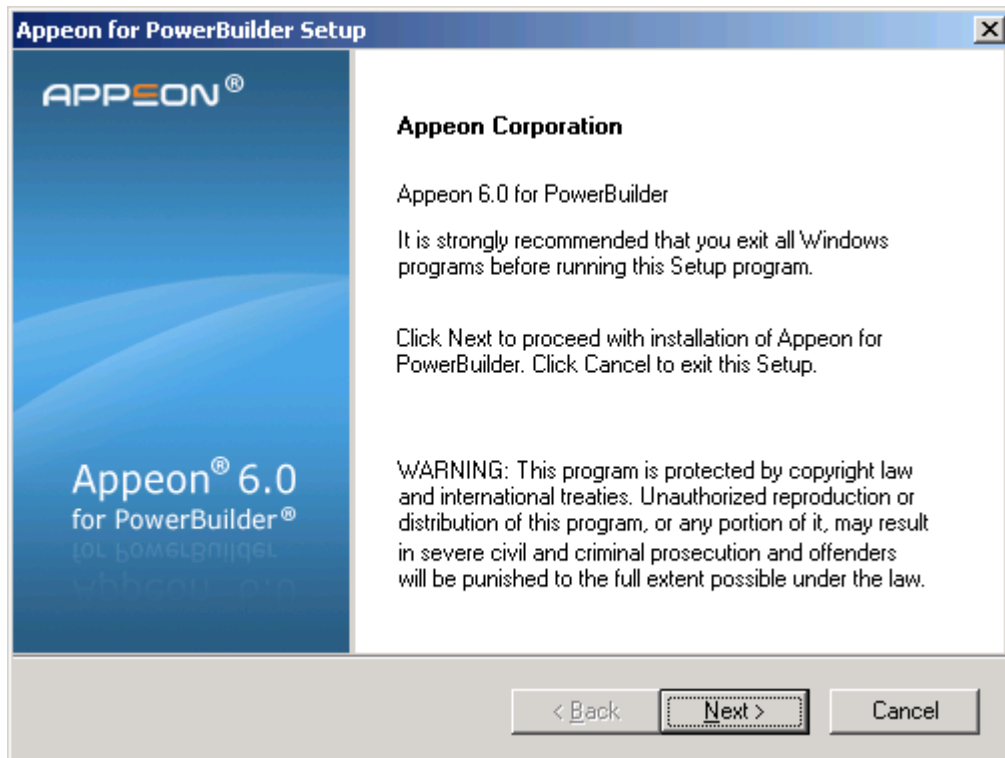 Appeon for PowerBuilder Setup
APPEON®
Appeon Corporation
Appeon 6.0 for PowerBuilder
It is strongly recommended that you exit all Windows
programs before running this Setup program.
Click Next to proceed with installation of Appeon for
PowerBuilder. Click Cancel to exit this Setup.
Appeon® 6.0
for PowerBuilder®
for PowerBuilder
Appeon 6.0
WARNING: This program is protected by copyright law
and international treaties. Unauthorized reproduction or
distribution of this program, or any portion of it, may result
in severe civil and criminal prosecution and offenders
will be punished to the full extent possible under the law.
< Back
Next >
Cancel